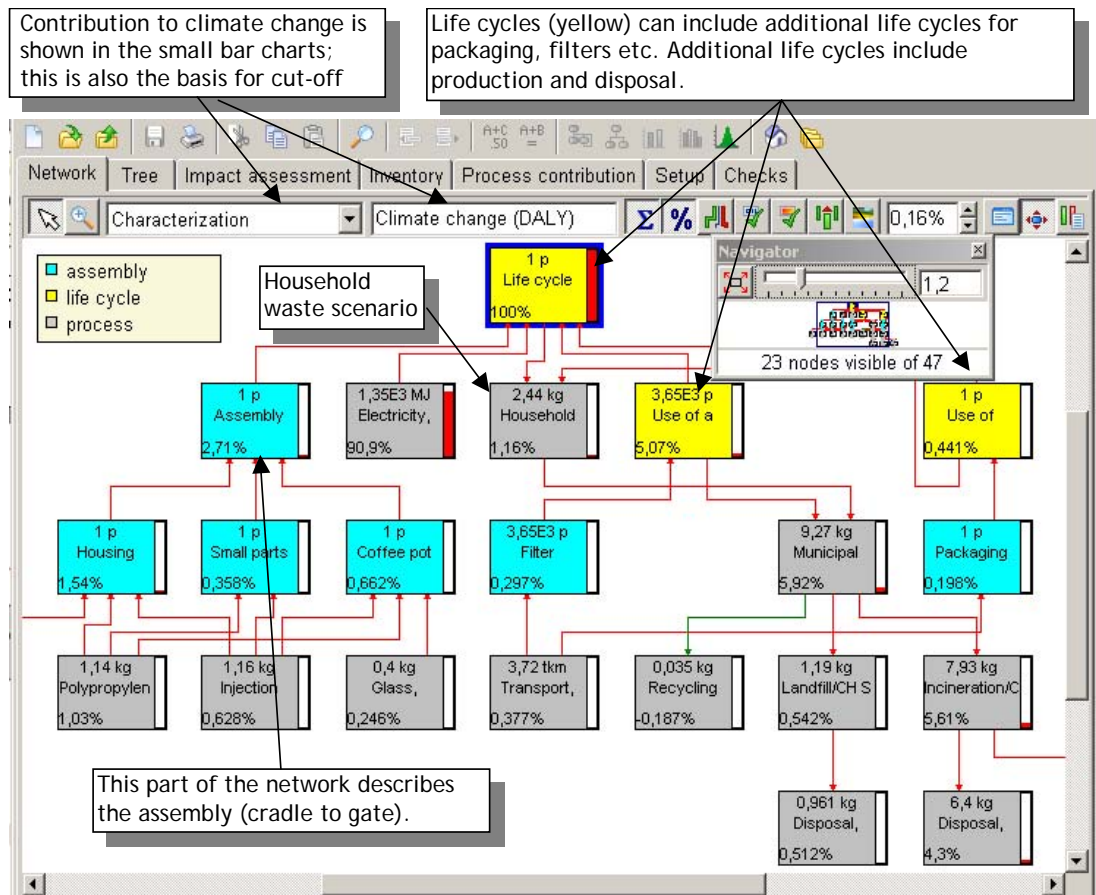 Contribution to climate change is
shown in the small bar charts;
this is also the basis for cut-off
Life cycles (yellow) can include additional life cycles for
packaging, filters etc. Additional life cycles include
production and disposal.
A+C .50
A+B =
Network
Tree
Impact assessment
Inventory
Process contribution
Setup
Checks
Characterization
Climate change (DALY)
Σ
%
0,16%
assembly
life cycle
process
Household
waste scenario
1 p
Life cycle
100%
Navigator
1,2
23 nodes visible of 47
1 p
Assembly
2,71%
1,35E3 MJ
Electricity,
90,9%
2,44 kg
Household
1,16%
3,65E3 p
Use of a
5,07%
1 p
Use of
0,441%
1 p
Housing
1,54%
1 p
Small parts
0,358%
1 p
Coffee pot
0,662%
3,65E3 p
Filter
0,297%
9,27 kg
Municipal
5,92%
1 p
Packaging
0,198%
1,14 kg
Polypropylen
1,03%
1,16 kg
Injection
0,628%
0,4 kg
Glass,
0,246%
3,72 tkm
Transport,
0,377%
0,035 kg
Recycling
-0,187%
1,19 kg
Landfill/CH S
0,542%
7,93 kg
Incineration/C
5,61%
This part of the network describes
the assembly (cradle to gate).
0,961 kg
Disposal,
0,512%
6,4 kg
Disposal,
4,3%